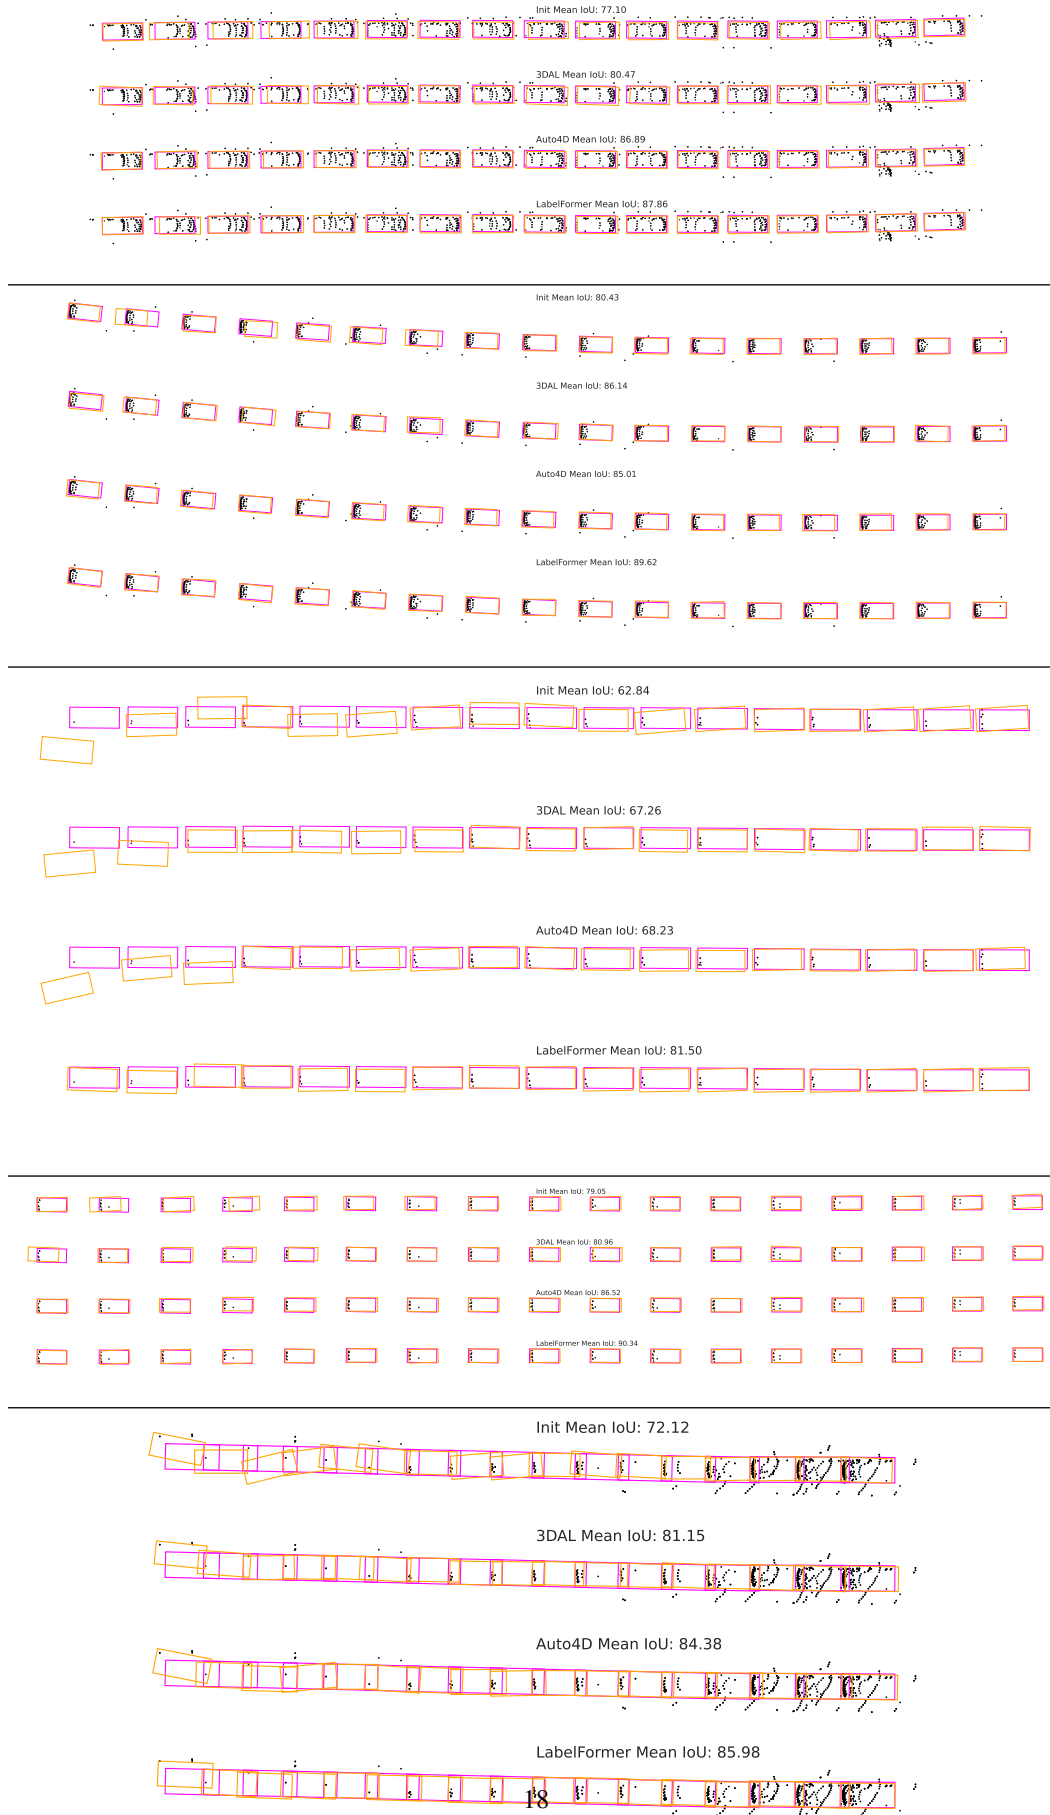 Init Mean IoU: 77.10
3DAL Mean IoU: 80.47
Auto4D Mean IoU: 86.89
LabelFormer Mean IoU: 87.86
Init Mean IoU: 80.43
3DAL Mean IoU: 86.14
Auto4D Mean IoU: 85.01
LabelFormer Mean IoU: 89.62
Init Mean IoU: 62.84
3DAL Mean IoU: 67.26
Auto4D Mean IoU: 68.23
LabelFormer Mean IoU: 81.50
Init Mean IoU: 79.05
3DAL Mean IoU: 80.96
Auto4D Mean IoU: 86.52
LabelFormer Mean IoU: 90.34
Init Mean IoU: 72.12
3DAL Mean IoU: 81.15
Auto4D Mean IoU: 84.38
LabelFormer Mean IoU: 85.98
18